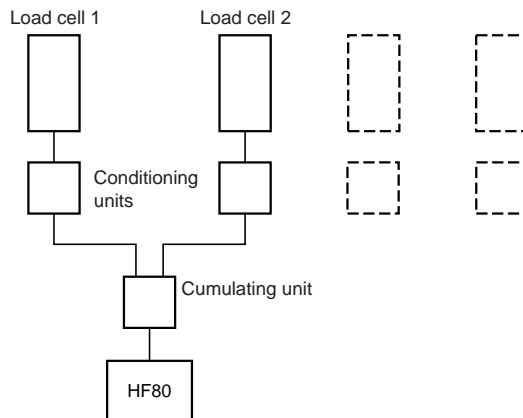 Load cell 1
Load cell 2
Conditioning
units
Cumulating unit
HF80